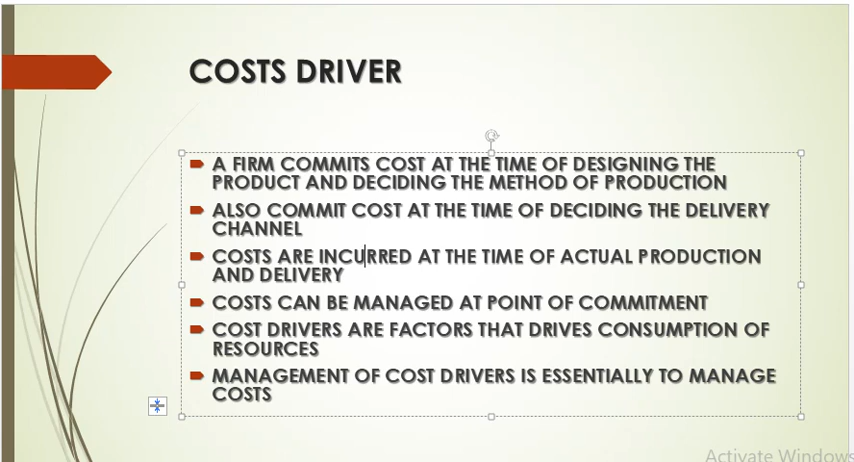 COSTS DRIVER
A FIRM COMMITS COST AT THE TIME OF DESIGNING THE
PRODUCT AND DECIDING THE METHOD OF PRODUCTION
ALSO COMMIT COST AT THE TIME OF DECIDING THE DELIVERY
CHANNEL
COSTS ARE INCURRED AT THE TIME OF ACTUAL PRODUCTION
AND DELIVERY
COSTS CAN BE MANAGED AT POINT OF COMMITMENT
COST DRIVERS ARE FACTORS THAT DRIVES CONSUMPTION OF
RESOURCES
MANAGEMENT OF COST DRIVERS IS ESSENTIALLY TO MANAGE
COSTS
Activate Windows